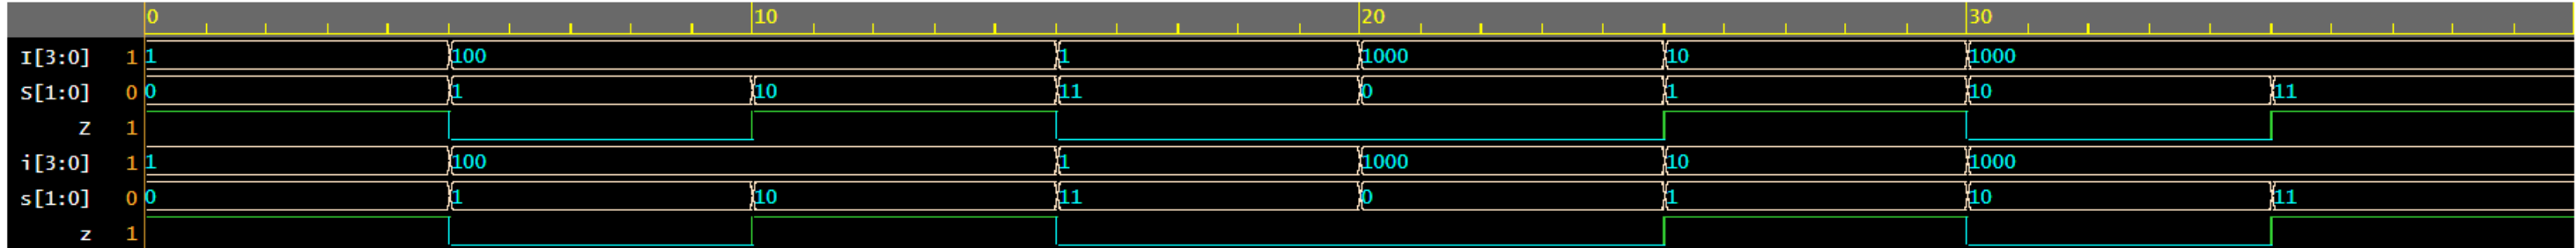 0 10 20 30
I[3:0] 1 1 100 1 1000 10 1000
S[1:0] 0 0 1 10 11 0 1 10 11
Z 1
i[3:0] 1 1 100 1 1000 10 1000
s[1:0] 0 0 1 10 11 0 1 10 11
z 1